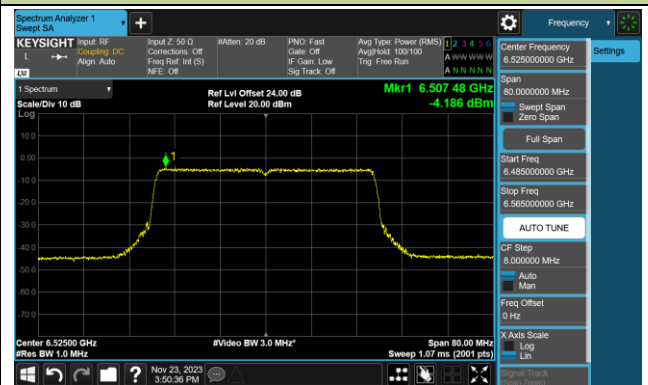 Spectrum Analyzer 1
Swept SA
+
Frequency
KEYSIGHT
Input: RF
Coupling: DC
Align: Auto
Input Z: 50 Ω
Corrections: Off
Freq Ref: Int (S)
NFE: Off
#Atten: 20 dB
PNO: Fast
Gate: Off
IF Gain: Low
Sig Track: Off
Avg Type: Power (RMS)
Avg|Hold: 100/100
Trig: Free Run
1 2 3 4 5 6
A W W W W W
A N N N N N
L
LXI
1 Spectrum
Scale/Div 10 dB
Log
Ref Lvl Offset 24.00 dB
Ref Level 20.00 dBm
Mkr1 6.507 48 GHz
-4.186 dBm
10.0
0.00
-10.0
-20.0
-30.0
-40.0
-50.0
-60.0
-70.0
1
Center 6.52500 GHz
#Res BW 1.0 MHz
#Video BW 3.0 MHz*
Span 80.00 MHz
Sweep 1.07 ms (2001 pts)
Nov 23, 2023
3:50:36 PM
?
Center Frequency
6.525000000 GHz
Span
80.0000000 MHz
Swept Span
Zero Span
Full Span
Start Freq
6.485000000 GHz
Stop Freq
6.565000000 GHz
AUTO TUNE
CF Step
8.000000 MHz
Auto
Man
Freq Offset
0 Hz
X Axis Scale
Log
Lin
Signal Track
(Span Zoom)
Settings